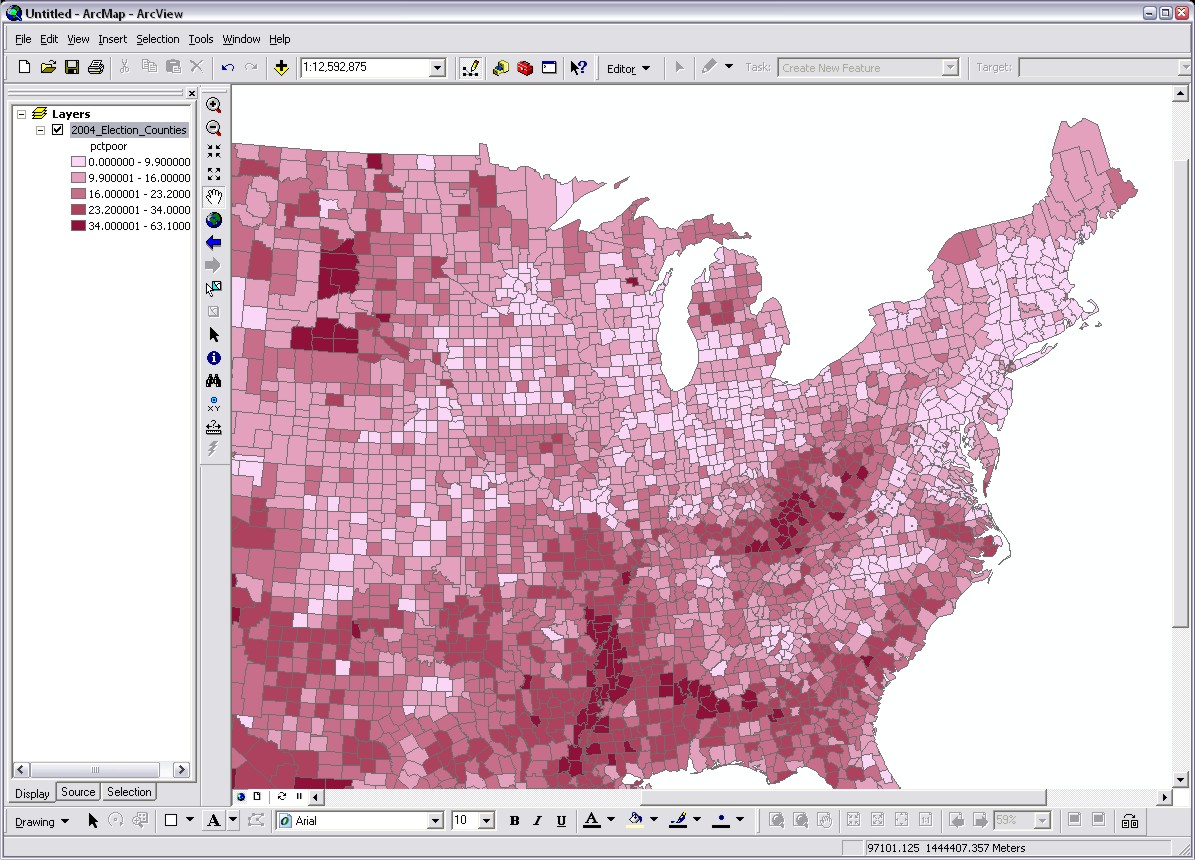 Untitled - ArcMap - ArcView
File Edit View Insert Selection Tools Window Help
1:12,592,875 Editor Task: Create New Feature Target:
Layers
2004_Election_Counties
pctpoor
0.000000 - 9.900000
9.900001 - 16.00000
16.000001 - 23.2000
23.200001 - 34.0000
34.000001 - 63.1000
XY
Display Source Selection
Drawing A Arial 10 B I U A 59%
97101.125 1444407.357 Meters